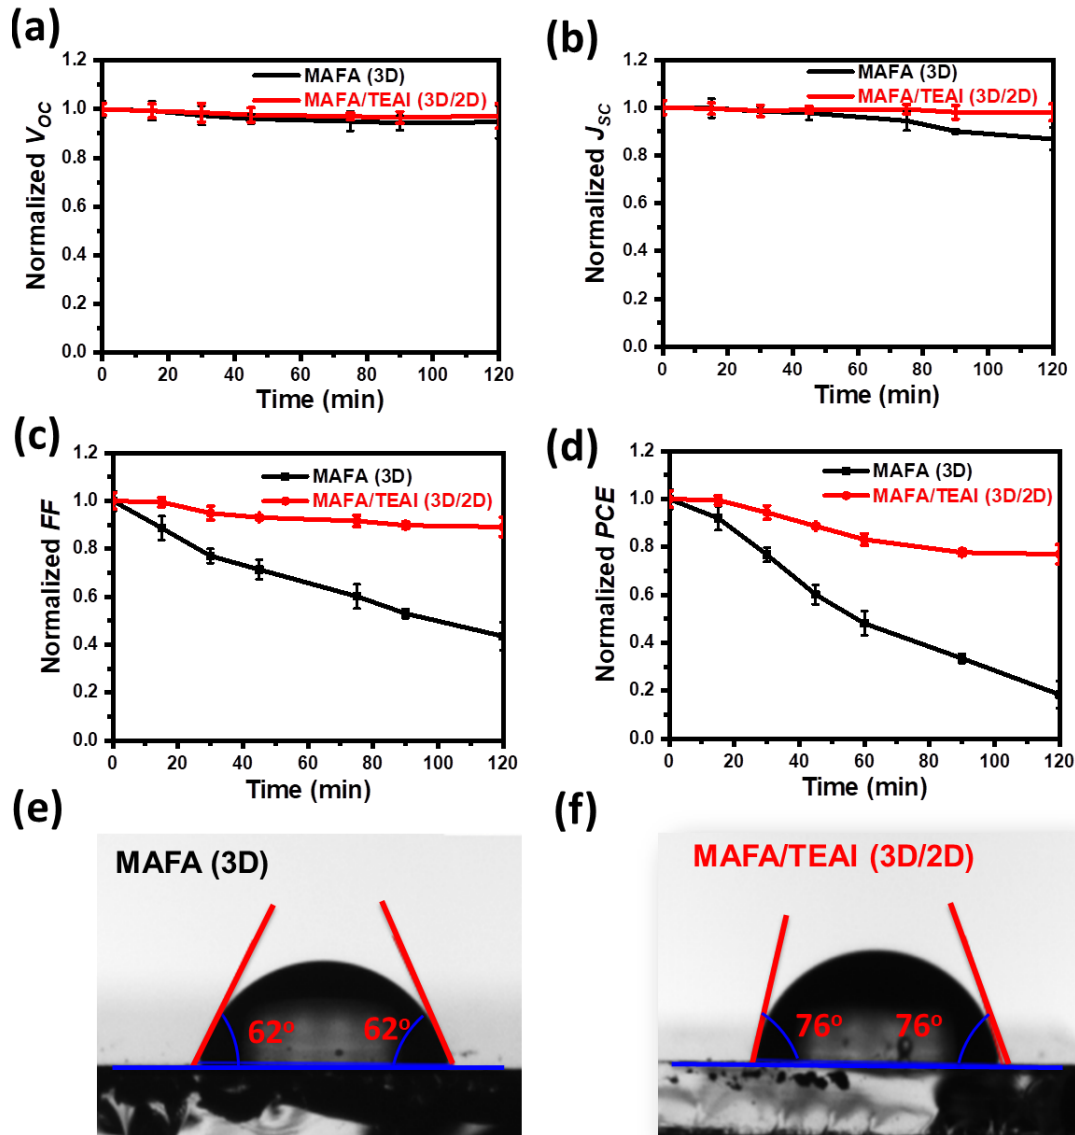 (a)
1.2
1.0
0.8
0.6
0.4
0.2
0.0
Normalized VOC
MAFA (3D)
MAFA/TEAI (3D/2D)
0 20 40 60 80 100 120
Time (min)
(b)
1.2
1.0
0.8
0.6
0.4
0.2
0.0
Normalized JSC
MAFA (3D)
MAFA/TEAI (3D/2D)
0 20 40 60 80 100 120
Time (min)
(c)
1.2
1.0
0.8
0.6
0.4
0.2
0.0
Normalized FF
MAFA (3D)
MAFA/TEAI (3D/2D)
0 20 40 60 80 100 120
Time (min)
(d)
1.2
1.0
0.8
0.6
0.4
0.2
0.0
Normalized PCE
MAFA (3D)
MAFA/TEAI (3D/2D)
0 20 40 60 80 100 120
Time (min)
(e)
MAFA (3D)
62o 62o
(f)
MAFA/TEAI (3D/2D)
76o 76o